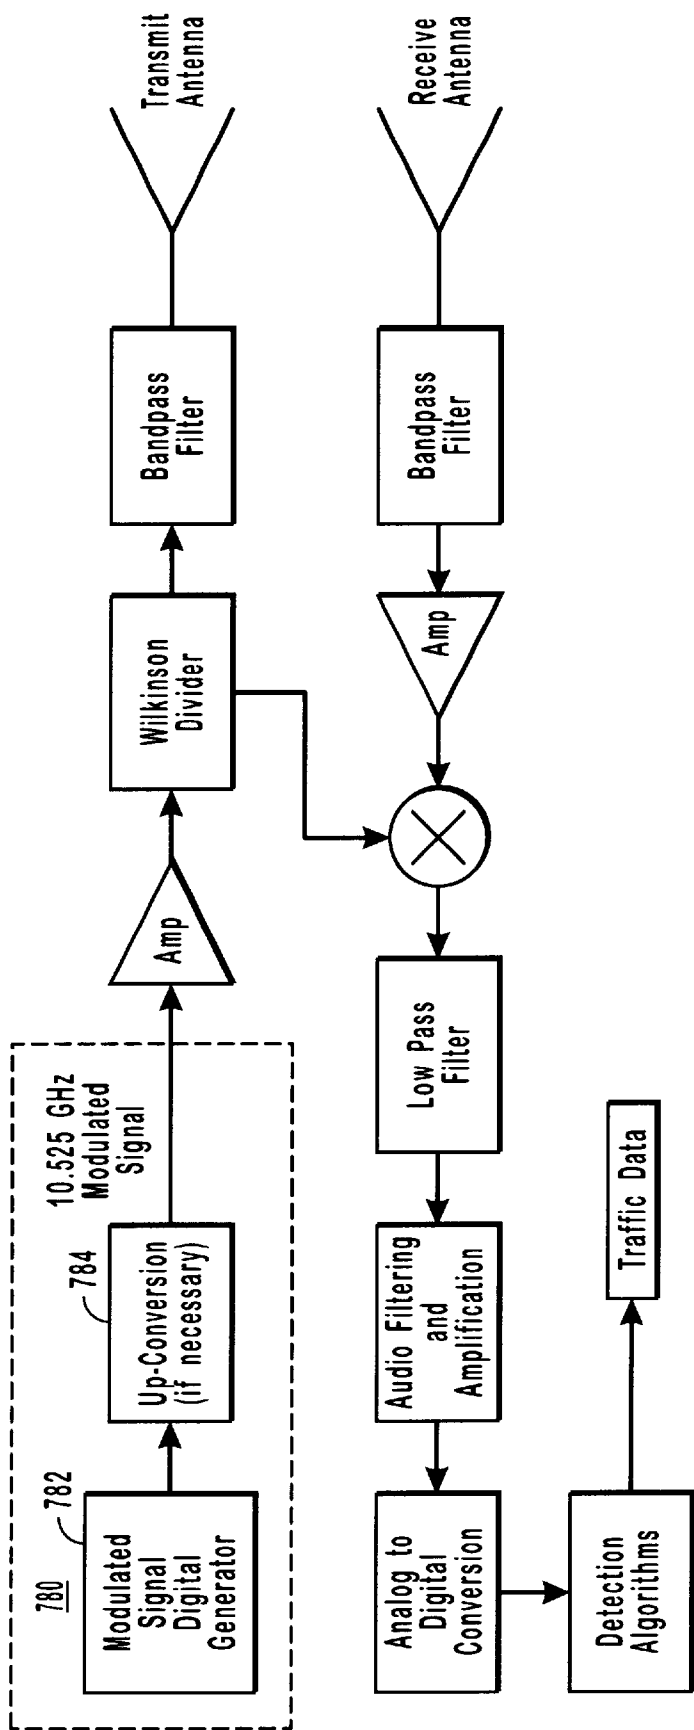 780
782
Modulated
Signal
Digital
Generator
784
Up-Conversion
(if necessary)
10.525 GHz
Modulated
Signal
Amp
Wilkinson
Divider
Bandpass
Filter
Transmit
Antenna
Receive
Antenna
Bandpass
Filter
Amp
Low Pass
Filter
Audio Filtering
and
Amplification
Analog to
Digital
Conversion
Detection
Algorithms
Traffic Data